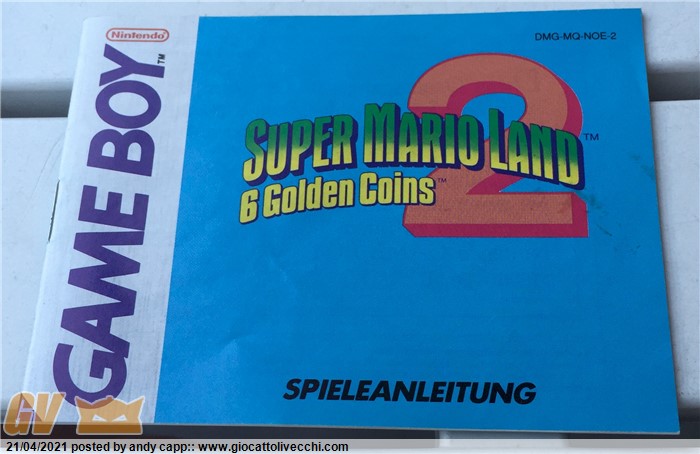 Nintendo
GAME BOY™
DMG-MQ-NOE-2
2
SUPER MARIO LAND™
6 Golden Coins™
SPIELEANLEITUNG
GV
21/04/2021 posted by andy capp:: www.giocattolivecchi.com